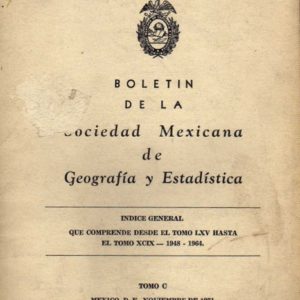 BOLETIN
DE LA
Sociedad Mexicana
de
Geografía y Estadística
INDICE GENERAL
QUE COMPRENDE DESDE EL TOMO LXV HASTA
EL TOMO XCIX — 1948 - 1964.
TOMO C
MEXICO, D. F., NOVIEMBRE DE